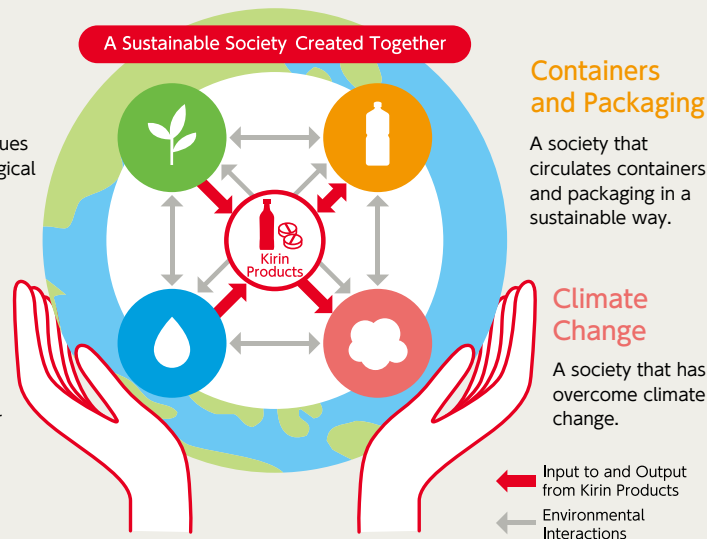 A Sustainable Society Created Together
Containers
and Packaging
A society that
circulates containers
and packaging in a
sustainable way.
Kirin
Products
Climate
Change
A society that has
overcome climate
change.
Input to and Output
from Kirin Products
Environmental
Interactions